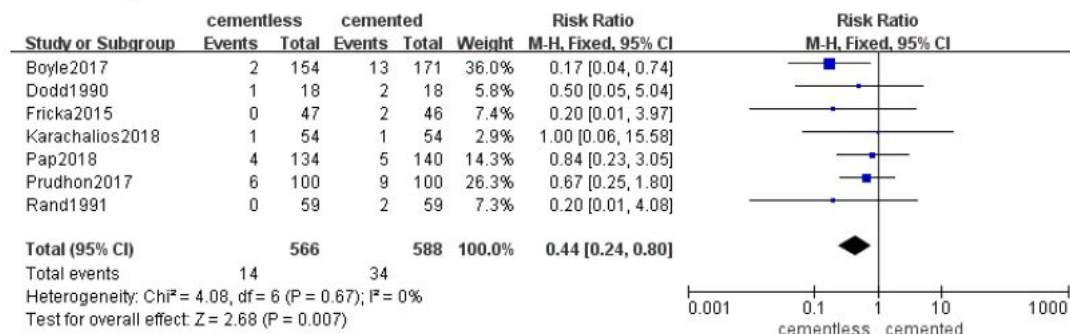 cementless cemented Risk Ratio Risk Ratio
Study or Subgroup Events Total Events Total Weight M-H, Fixed, 95% CI M-H, Fixed, 95% CI
Boyle2017 2 154 13 171 36.0% 0.17 [0.04, 0.74]
Dodd1990 1 18 2 18 5.8% 0.50 [0.05, 5.04]
Fricka2015 0 47 2 46 7.4% 0.20 [0.01, 3.97]
Karachalios2018 1 54 1 54 2.9% 1.00 [0.06, 15.58]
Pap2018 4 134 5 140 14.3% 0.84 [0.23, 3.05]
Prudhon2017 6 100 9 100 26.3% 0.67 [0.25, 1.80]
Rand1991 0 59 2 59 7.3% 0.20 [0.01, 4.08]
Total (95% CI) 566 588 100.0% 0.44 [0.24, 0.80]
Total events 14 34
Heterogeneity: Chi² = 4.08, df = 6 (P = 0.67); I² = 0%
Test for overall effect: Z = 2.68 (P = 0.007)
0.001 0.1 1 10 1000
cementless cemented